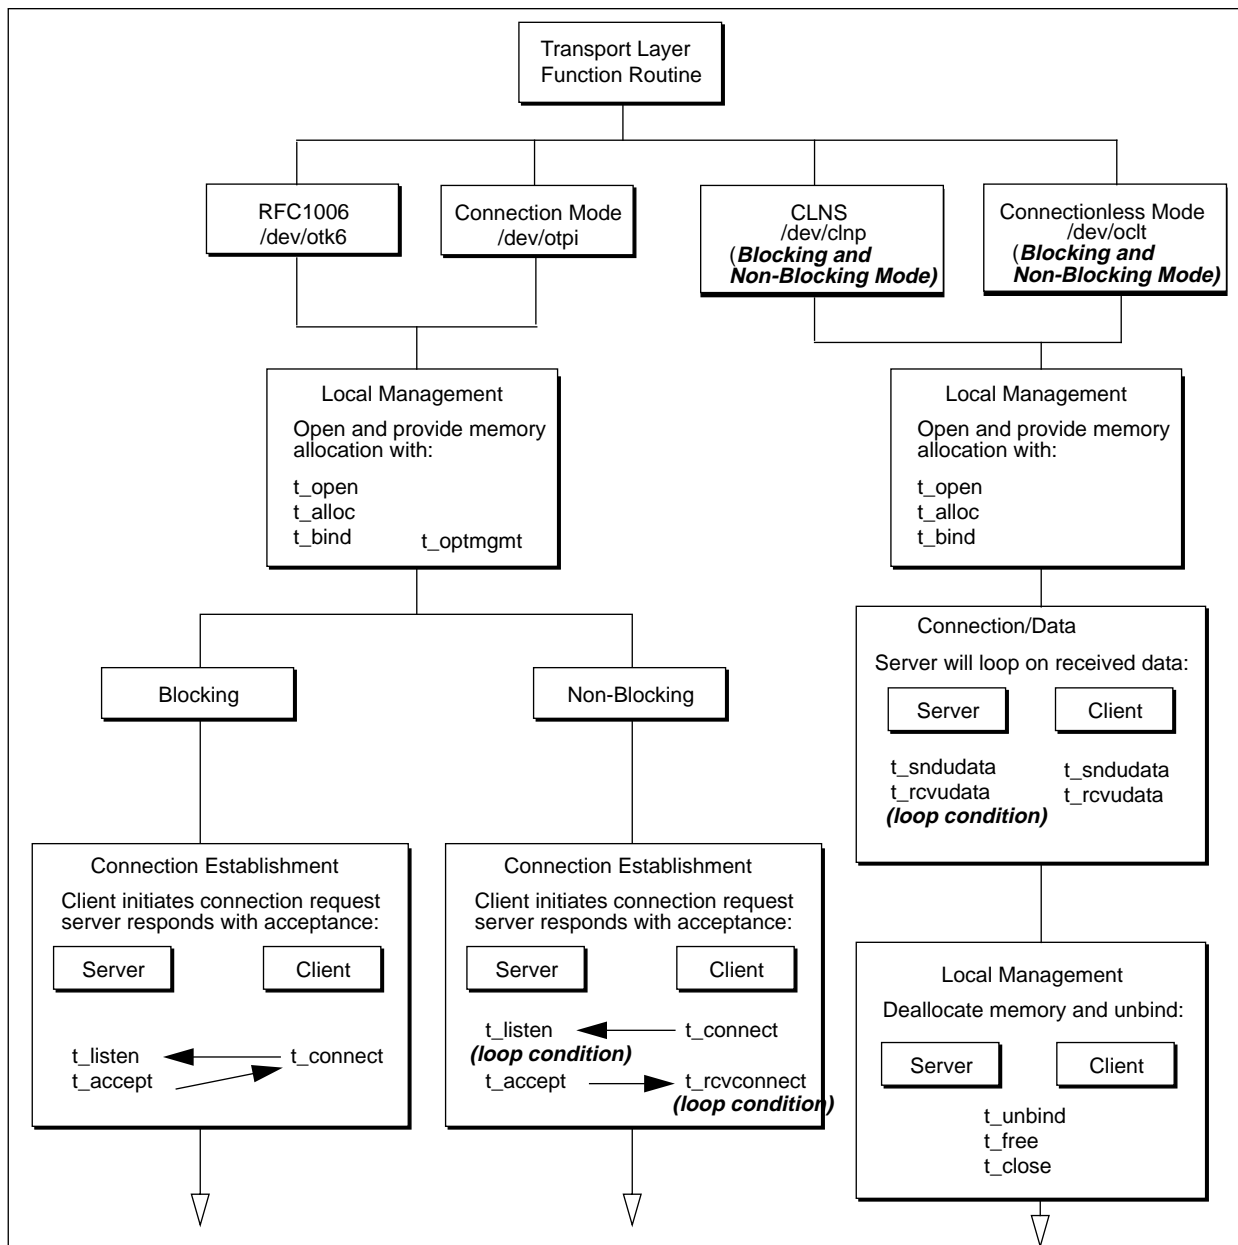 Transport Layer
Function Routine
RFC1006
/dev/otk6
Connection Mode
/dev/otpi
CLNS
/dev/clnp
(Blocking and
Non-Blocking Mode)
Connectionless Mode
/dev/oclt
(Blocking and
Non-Blocking Mode)
Local Management
Open and provide memory
allocation with:
t_open
t_alloc
t_bind
t_optmgmt
Local Management
Open and provide memory
allocation with:
t_open
t_alloc
t_bind
Blocking
Non-Blocking
Connection/Data
Server will loop on received data:
Server
Client
t_sndudata
t_rcvudata
(loop condition)
t_sndudata
t_rcvudata
Connection Establishment
Client initiates connection request
server responds with acceptance:
Server
Client
t_listen
t_connect
t_accept
Connection Establishment
Client initiates connection request
server responds with acceptance:
Server
Client
t_listen
t_connect
(loop condition)
t_accept
t_rcvconnect
(loop condition)
Local Management
Deallocate memory and unbind:
Server
Client
t_unbind
t_free
t_close